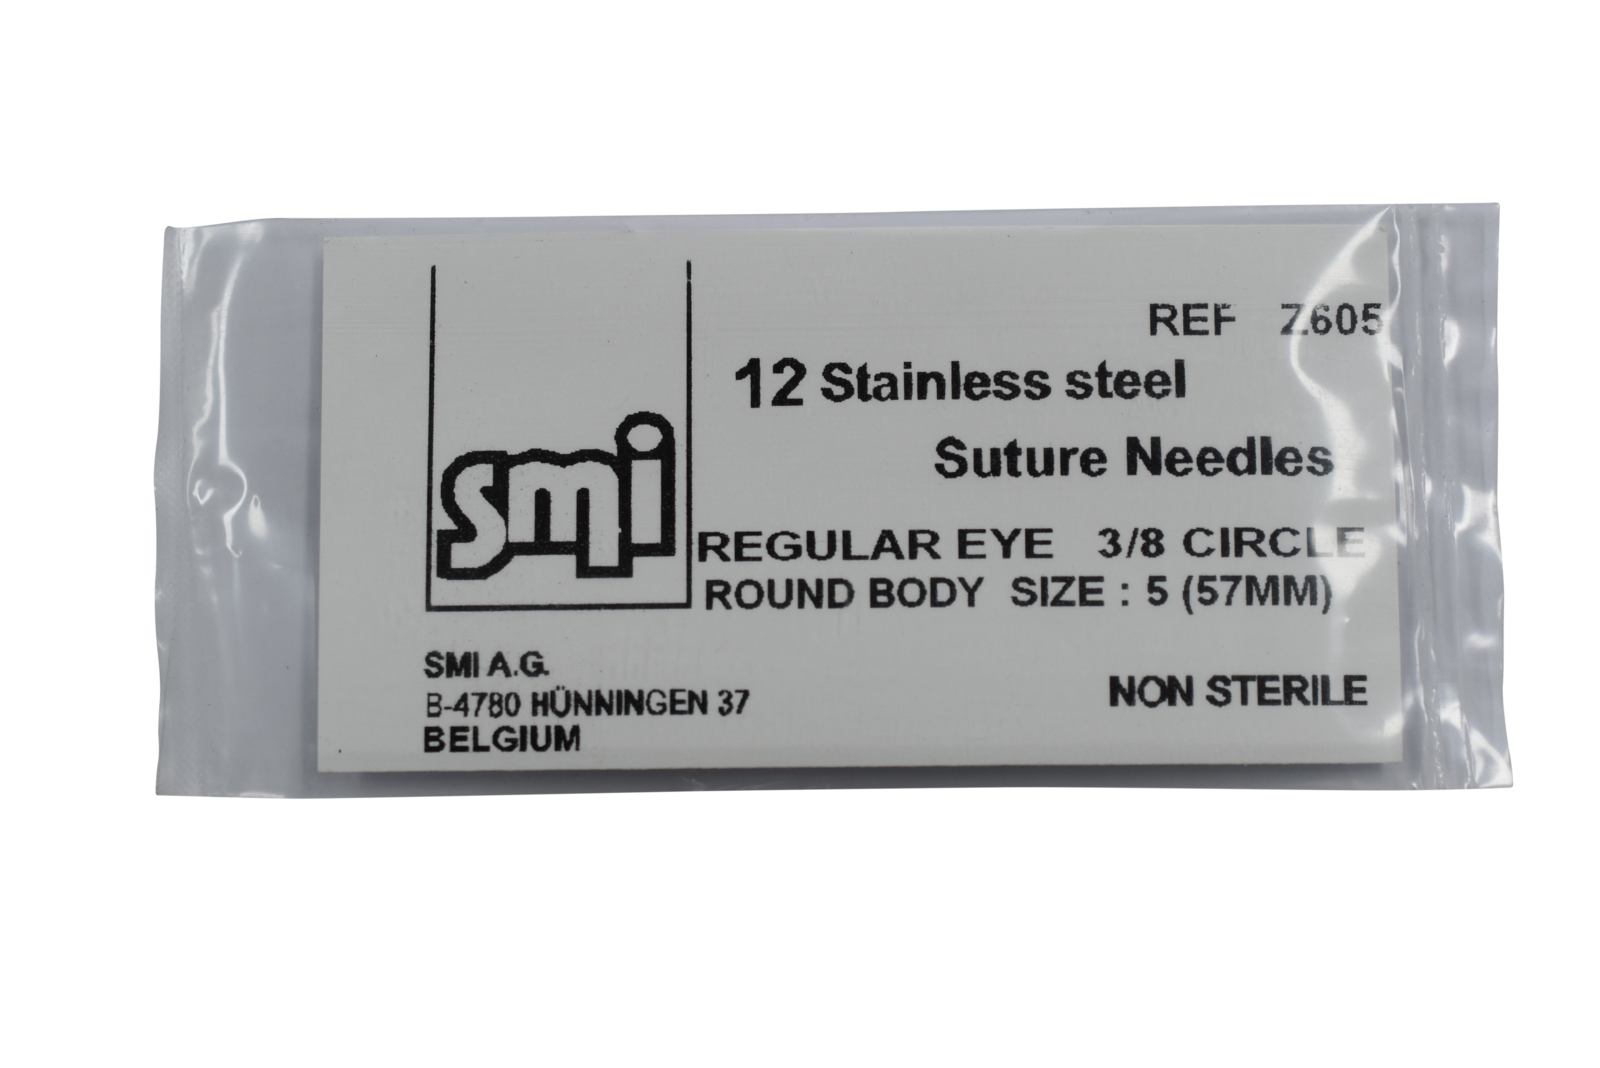 smi
REF Z605
12 Stainless steel
Suture Needles
REGULAR EYE 3/8 CIRCLE
ROUND BODY SIZE : 5 (57MM)
SMI A.G.
B-4780 HÜNNINGEN 37
BELGIUM
NON STERILE